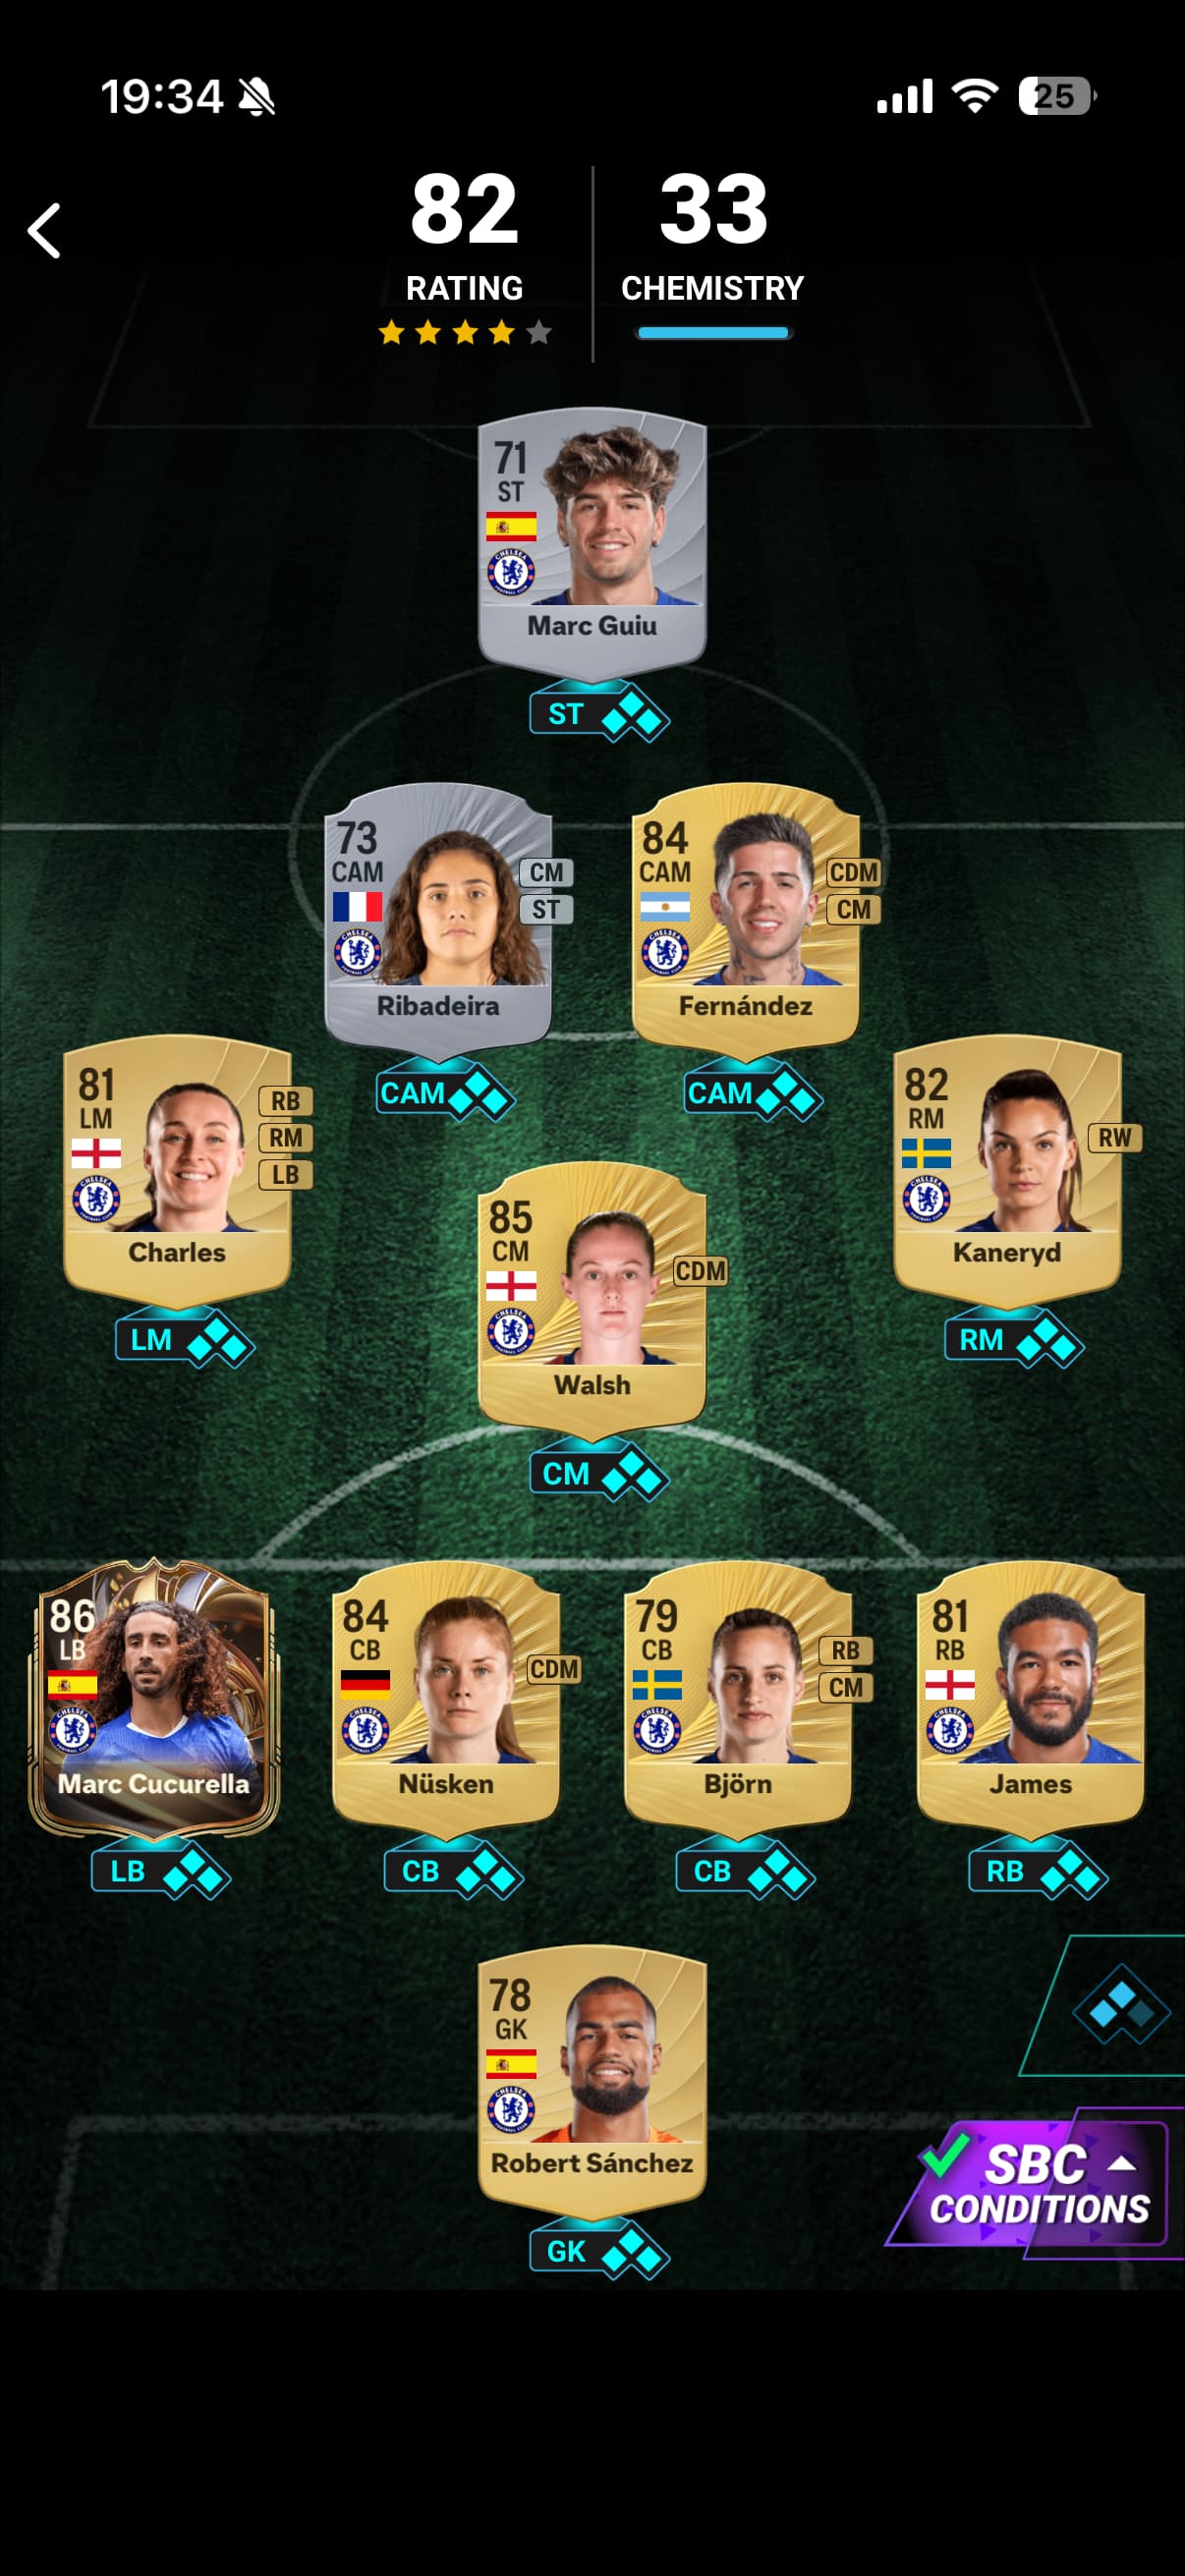 19:34
25
82
33
RATING
CHEMISTRY
71
ST
Marc Guiu
ST
73
CAM
CM
ST
Ribadeira
CAM
84
CAM
CDM
CM
Fernández
CAM
81
LM
RB
RM
LB
Charles
LM
85
CM
CDM
Walsh
CM
82
RM
RW
Kaneryd
RM
86
LB
Marc Cucurella
LB
84
CB
CDM
Nüsken
CB
79
CB
RB
CM
Björn
CB
81
RB
James
RB
78
GK
Robert Sánchez
GK
SBC
CONDITIONS